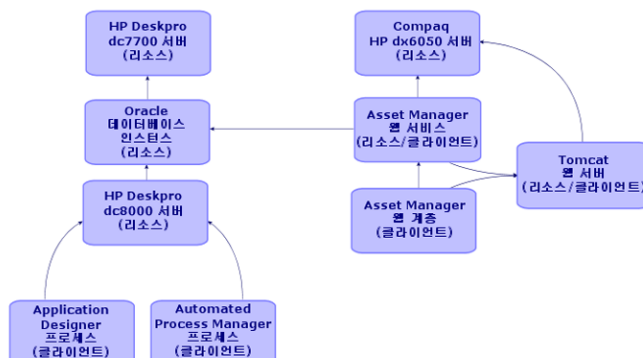 HP Deskpro
dc7700 서버
(리소스)
Compaq
HP dx6050 서버
(리소스)
Oracle
데이터베이스
인스턴스
(리소스)
Asset Manager
웹 서비스
(리소스/클라이언트)
Tomcat
웹 서버
(리소스/클라이언트)
HP Deskpro
dc8000 서버
(리소스)
Asset Manager
웹 계층
(클라이언트)
Application
Designer
프로세스
(클라이언트)
Automated
Process Manager
프로세스
(클라이언트)